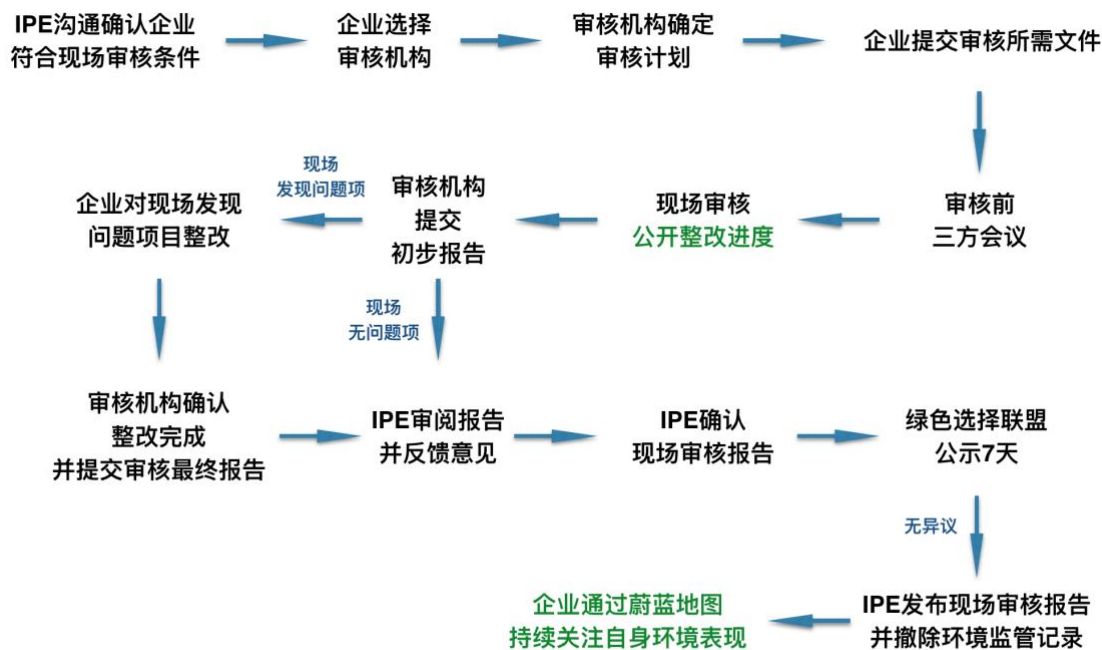 IPE沟通确认企业
符合现场审核条件
企业选择
审核机构
审核机构确定
审核计划
企业提交审核所需文件
审核前
三方会议
现场审核
公开整改进度
审核机构
提交
初步报告
现场
发现问题项
企业对现场发现
问题项目整改
现场
无问题项
审核机构确认
整改完成
并提交审核最终报告
IPE审阅报告
并反馈意见
IPE确认
现场审核报告
绿色选择联盟
公示7天
无异议
IPE发布现场审核报告
并撤除环境监管记录
企业通过蔚蓝地图
持续关注自身环境表现